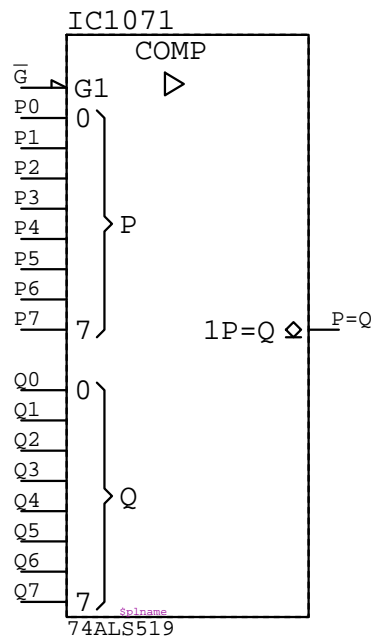 IC1071
COMP
G
G1
P0
0
P1
P2
P3
P4
P
P5
P6
P7
7
1P=Q
P=Q
Q0
0
Q1
Q2
Q3
Q4
Q
Q5
Q6
Q7
7
$plname
74ALS519